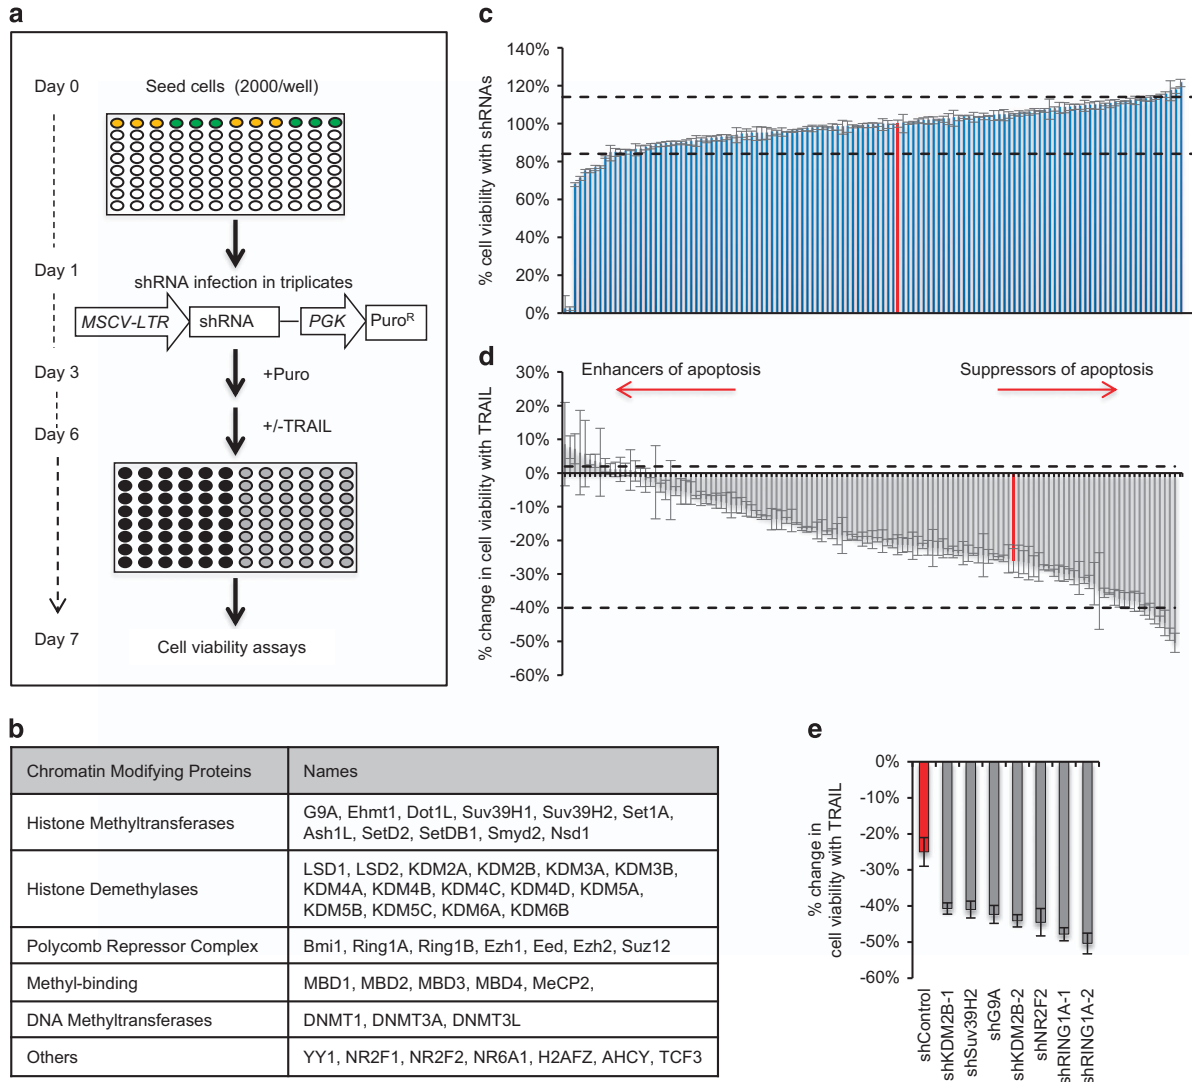 a
Day 0
Seed cells (2000/well)
Day 1
shRNA infection in triplicates
MSCV-LTR
shRNA
PGK
Puro^R
Day 3
+Puro
+/-TRAIL
Day 6
Day 7
Cell viability assays
b
Chromatin Modifying Proteins
Names
Histone Methyltransferases
G9A, Ehmt1, Dot1L, Suv39H1, Suv39H2, Set1A,
Ash1L, SetD2, SetDB1, Smyd2, Nsd1
Histone Demethylases
LSD1, LSD2, KDM2A, KDM2B, KDM3A, KDM3B,
KDM4A, KDM4B, KDM4C, KDM4D, KDM5A,
KDM5B, KDM5C, KDM6A, KDM6B
Polycomb Repressor Complex
Bmi1, Ring1A, Ring1B, Ezh1, Eed, Ezh2, Suz12
Methyl-binding
MBD1, MBD2, MBD3, MBD4, MeCP2,
DNA Methyltransferases
DNMT1, DNMT3A, DNMT3L
Others
YY1, NR2F1, NR2F2, NR6A1, H2AFZ, AHCY, TCF3
c
% cell viability with shRNAs
140%
120%
100%
80%
60%
40%
20%
0%
d
% change in cell viability with TRAIL
Enhancers of apoptosis
Suppressors of apoptosis
30%
20%
10%
0%
-10%
-20%
-30%
-40%
-50%
-60%
e
% change in
cell viability with TRAIL
0%
-10%
-20%
-30%
-40%
-50%
-60%
shControl
shKDM2B-1
shSuv39H2
shG9A
shKDM2B-2
shNR2F2
shRING1A-1
shRING1A-2